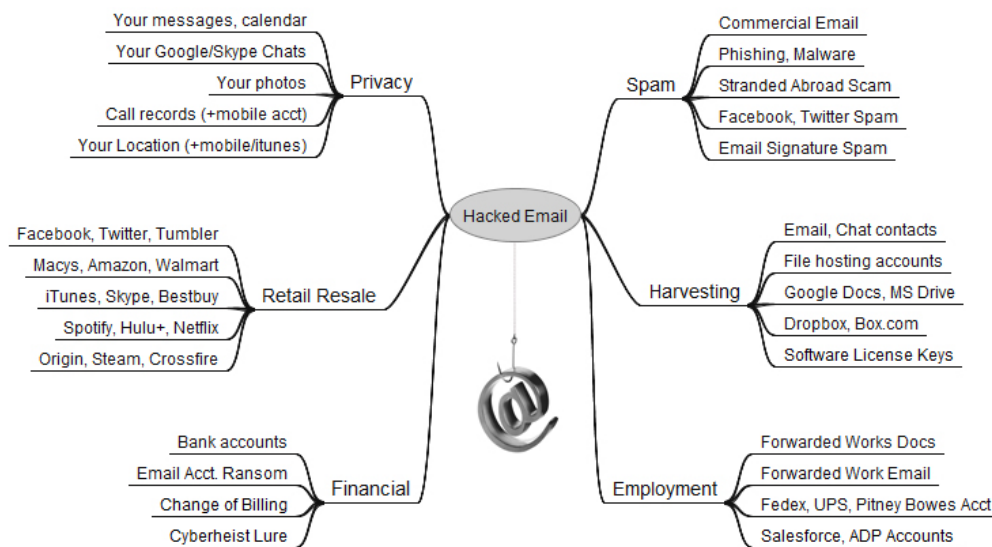 Your messages, calendar
Your Google/Skype Chats
Your photos
Call records (+mobile acct)
Your Location (+mobile/itunes)
Privacy
Commercial Email
Phishing, Malware
Stranded Abroad Scam
Facebook, Twitter Spam
Email Signature Spam
Spam
Hacked Email
Facebook, Twitter, Tumbler
Macys, Amazon, Walmart
iTunes, Skype, Bestbuy
Spotify, Hulu+, Netflix
Origin, Steam, Crossfire
Retail Resale
Email, Chat contacts
File hosting accounts
Google Docs, MS Drive
Dropbox, Box.com
Software License Keys
Harvesting
@
Bank accounts
Email Acct. Ransom
Change of Billing
Cyberheist Lure
Financial
Forwarded Works Docs
Forwarded Work Email
Fedex, UPS, Pitney Bowes Acct
Salesforce, ADP Accounts
Employment